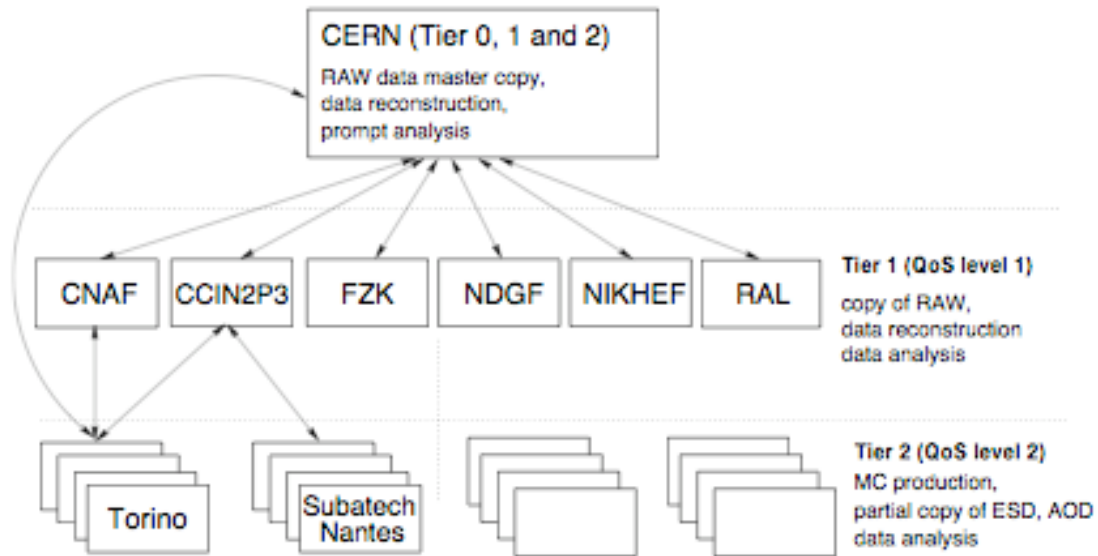 CERN (Tier 0, 1 and 2)
RAW data master copy,
data reconstruction,
prompt analysis
CNAF
CCIN2P3
FZK
NDGF
NIKHEF
RAL
Tier 1 (QoS level 1)
copy of RAW,
data reconstruction
data analysis
Torino
Subatech
Nantes
Tier 2 (QoS level 2)
MC production,
partial copy of ESD, AOD
data analysis